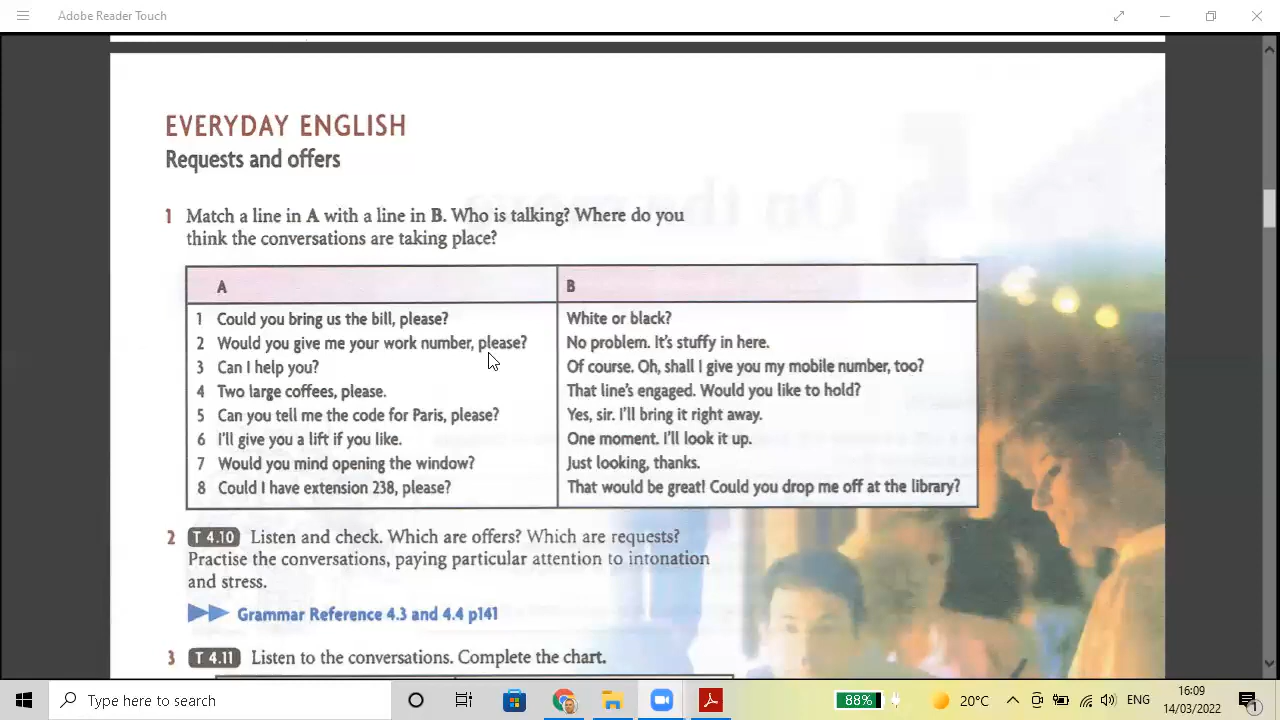 Adobe Reader Touch
EVERYDAY ENGLISH
Requests and offers
1 Match a line in A with a line in B. Who is talking? Where do you
think the conversations are taking place?
A B
1 Could you bring us the bill, please? White or black?
2 Would you give me your work number, please? No problem. It's stuffy in here.
3 Can I help you? Of course. Oh, shall I give you my mobile number, too?
4 Two large coffees, please. That line's engaged. Would you like to hold?
5 Can you tell me the code for Paris, please? Yes, sir. I'll bring it right away.
6 I'll give you a lift if you like. One moment. I'll look it up.
7 Would you mind opening the window? Just looking, thanks.
8 Could I have extension 238, please? That would be great! Could you drop me off at the library?
2 T 4.10 Listen and check. Which are offers? Which are requests?
Practise the conversations, paying particular attention to intonation
and stress.
Grammar Reference 4.3 and 4.4 p141
3 T 4.11 Listen to the conversations. Complete the chart.
Type here to search
88% 20°C ENG 16:09
14/03/2022 1